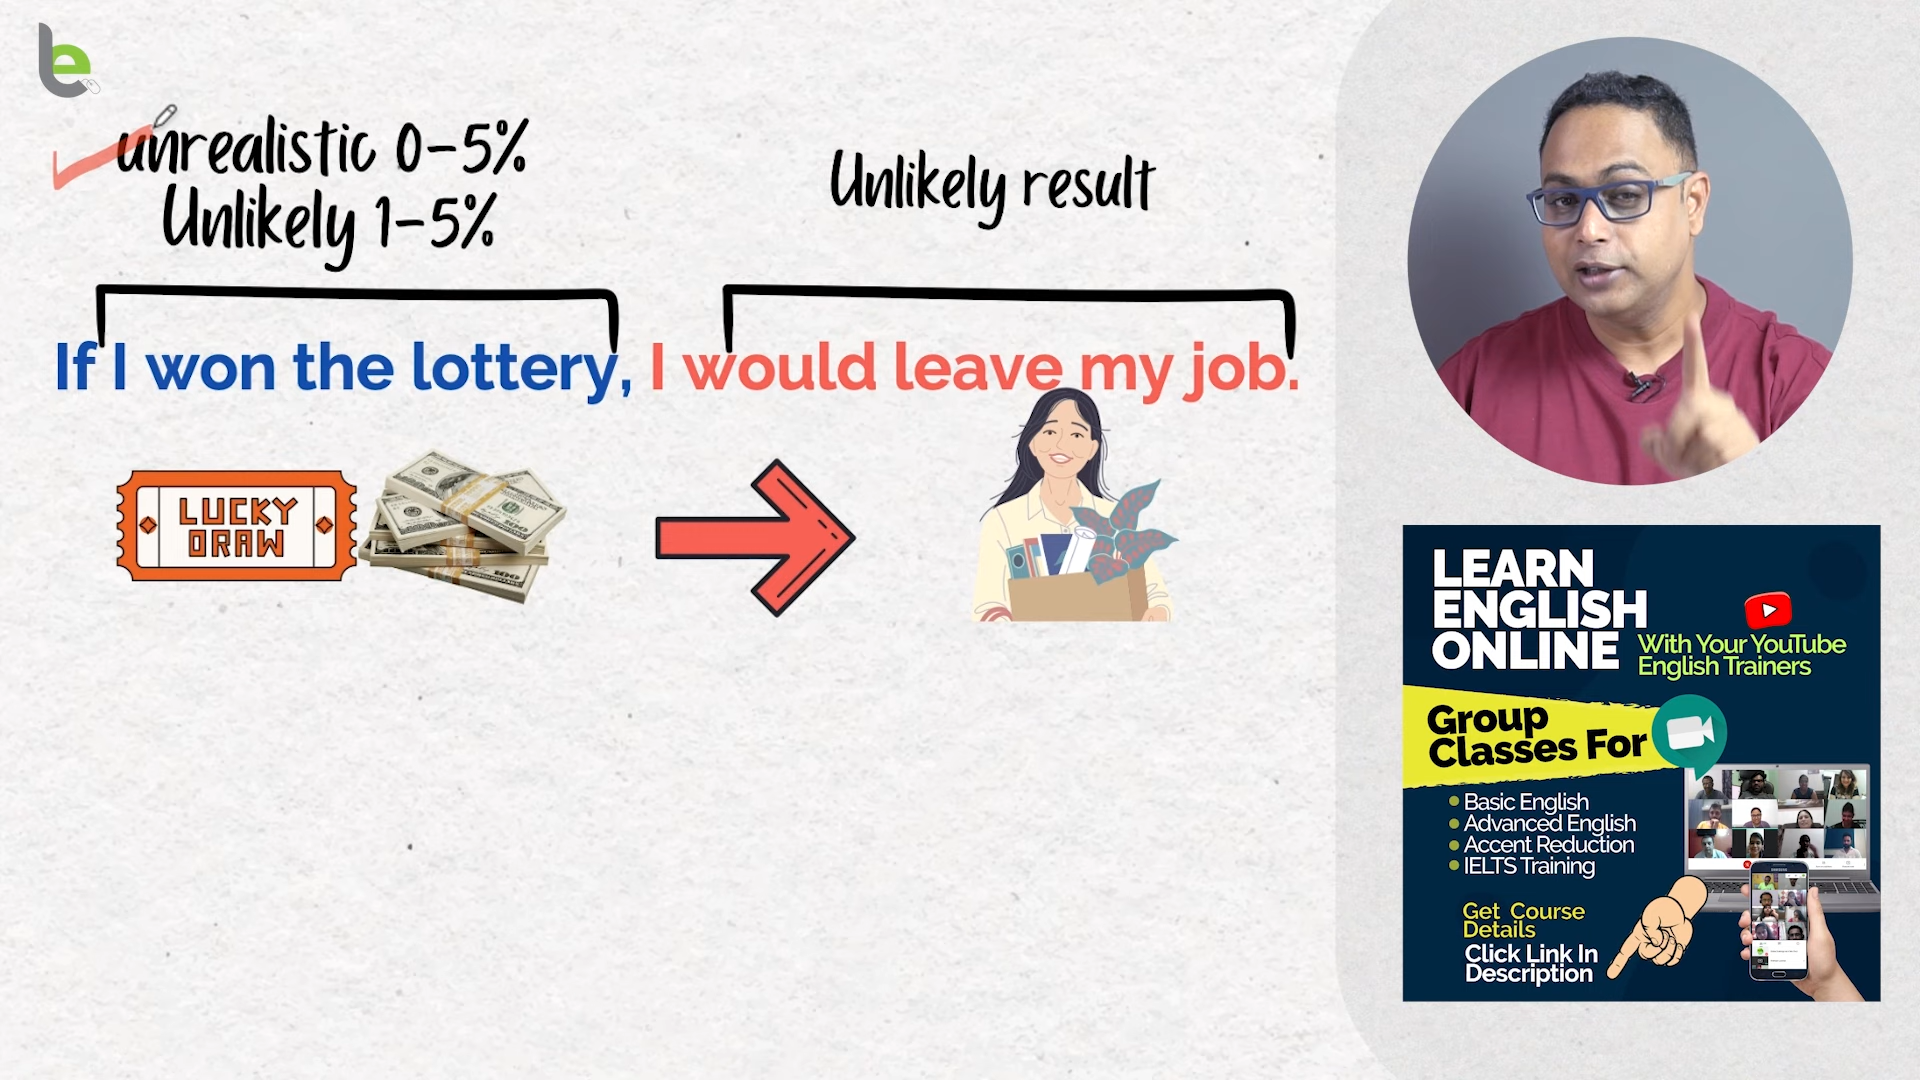 unrealistic 0-5%
Unlikely 1-5%
Unlikely result
If I won the lottery, I would leave my job.
LUCKY
DRAW
LEARN
ENGLISH
ONLINE
With Your YouTube
English Trainers
Group
Classes For
Basic English
Advanced English
Accent Reduction
IELTS Training
Get Course
Details
Click Link In
Description